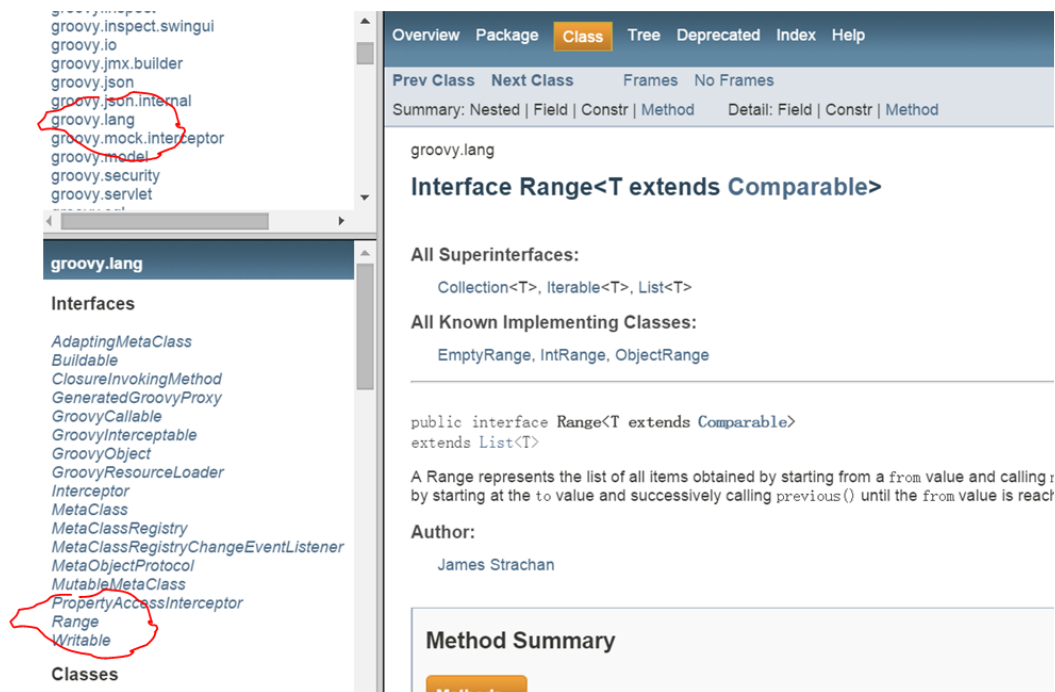 groovy.inspect.swingui
groovy.io
groovy.jmx.builder
groovy.json
groovy.json.internal
groovy.lang
groovy.mock.interceptor
groovy.model
groovy.security
groovy.servlet
groovy.lang
Interfaces
AdaptingMetaClass
Buildable
ClosureInvokingMethod
GeneratedGroovyProxy
GroovyCallable
GroovyInterceptable
GroovyObject
GroovyResourceLoader
Interceptor
MetaClass
MetaClassRegistry
MetaClassRegistryChangeEventListener
MetaObjectProtocol
MutableMetaClass
PropertyAccessInterceptor
Range
Writable
Classes
Overview Package Class Tree Deprecated Index Help
Prev Class Next Class Frames No Frames
Summary: Nested | Field | Constr | Method Detail: Field | Constr | Method
groovy.lang
Interface Range<T extends Comparable>
All Superinterfaces:
Collection<T>, Iterable<T>, List<T>
All Known Implementing Classes:
EmptyRange, IntRange, ObjectRange
public interface Range<T extends Comparable>
extends List<T>
A Range represents the list of all items obtained by starting from a from value and calling
by starting at the to value and successively calling previous() until the from value is
Author:
James Strachan
Method Summary